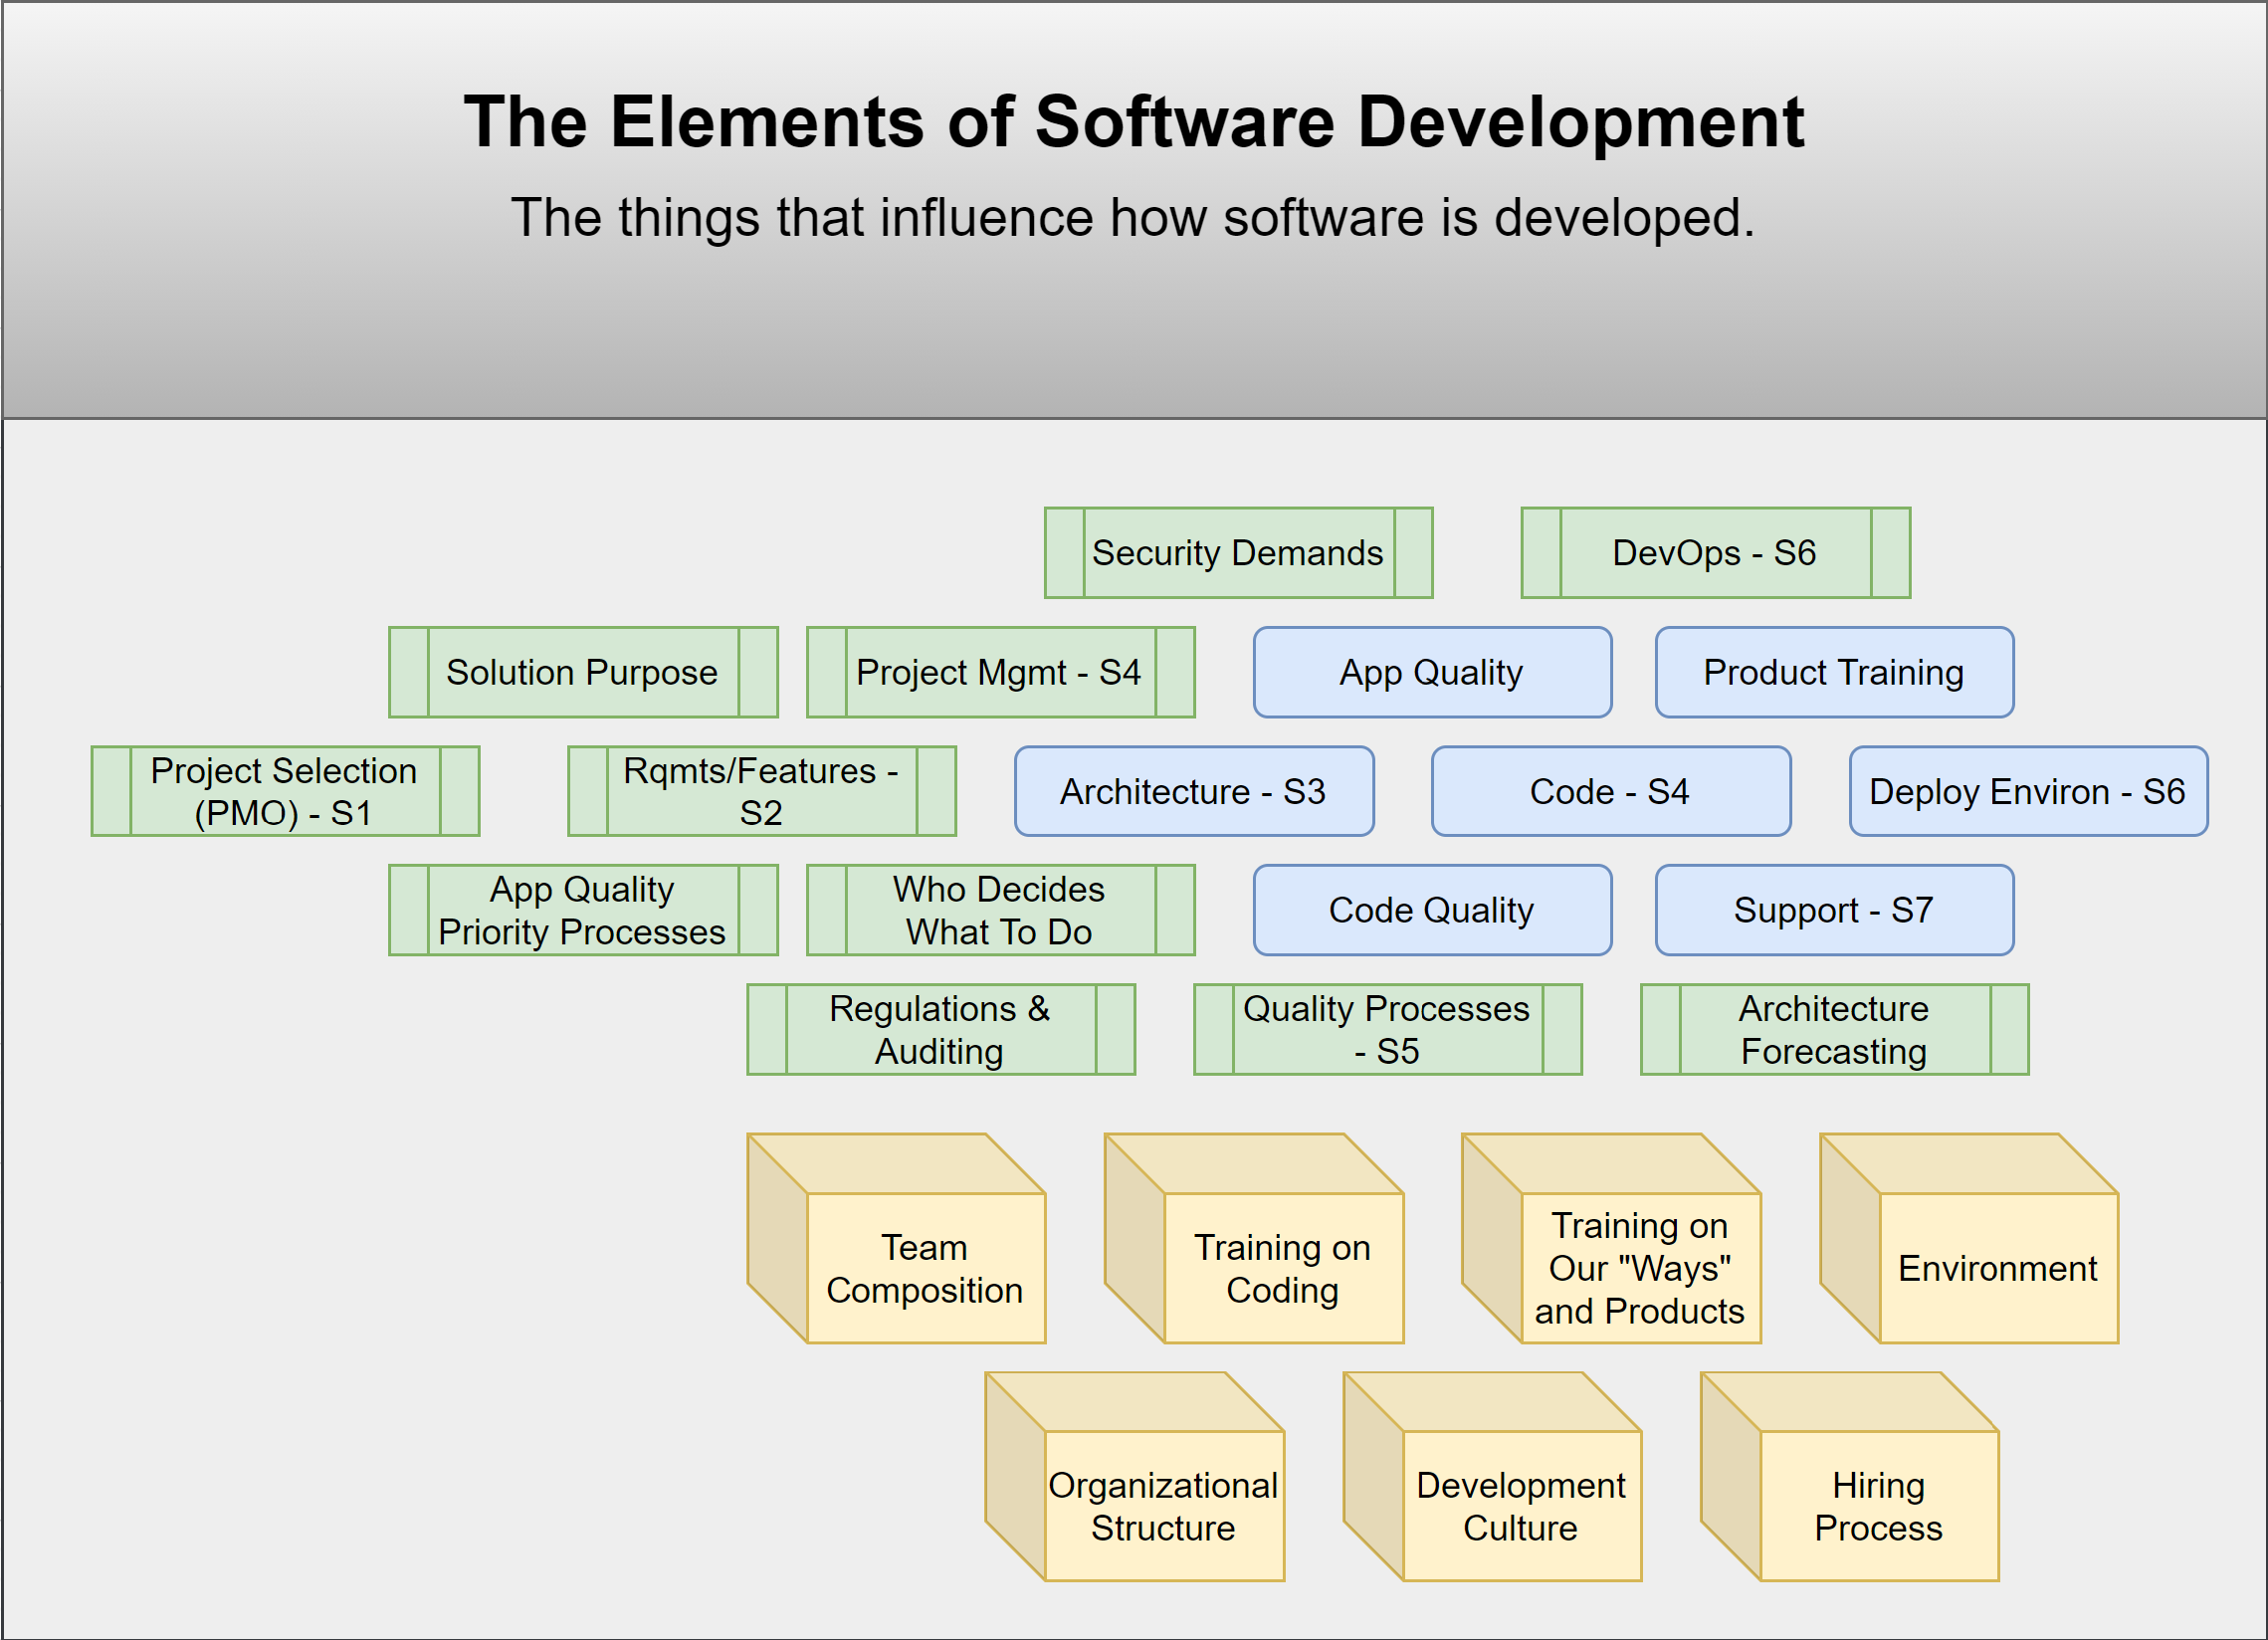 The Elements of Software Development
The things that influence how software is developed.
Security Demands
DevOps - S6
Solution Purpose
Project Mgmt - S4
App Quality
Product Training
Project Selection
(PMO) - S1
Rqmts/Features -
S2
Architecture - S3
Code - S4
Deploy Environ - S6
App Quality
Priority Processes
Who Decides
What To Do
Code Quality
Support - S7
Regulations &
Auditing
Quality Processes
- S5
Architecture
Forecasting
Team
Composition
Training on
Coding
Training on
Our "Ways"
and Products
Environment
Organizational
Structure
Development
Culture
Hiring
Process